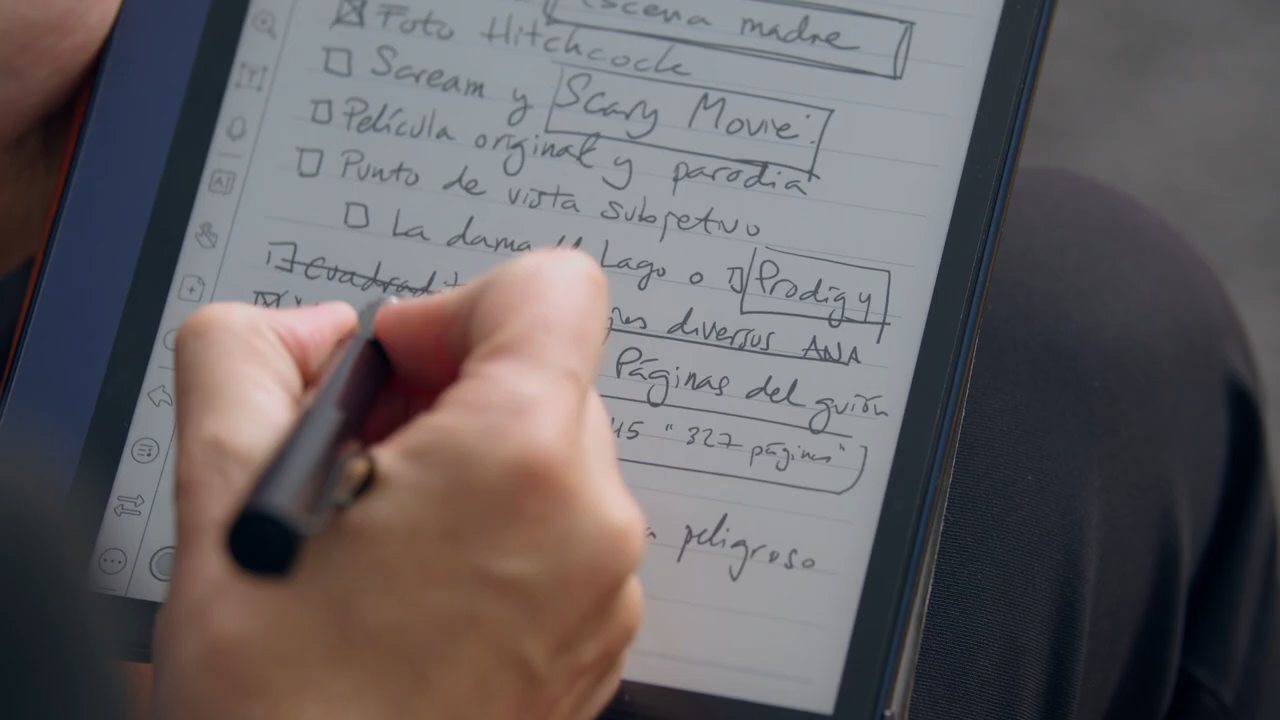 escena madre
Foto Hitchcock
Scream y Scary Movie:
Película original y parodia
Punto de vista subjetivo
La dama Lago o Prodigy
cuadrad
diversos ANA
Páginas del guión
45 "327 páginas"
peligroso